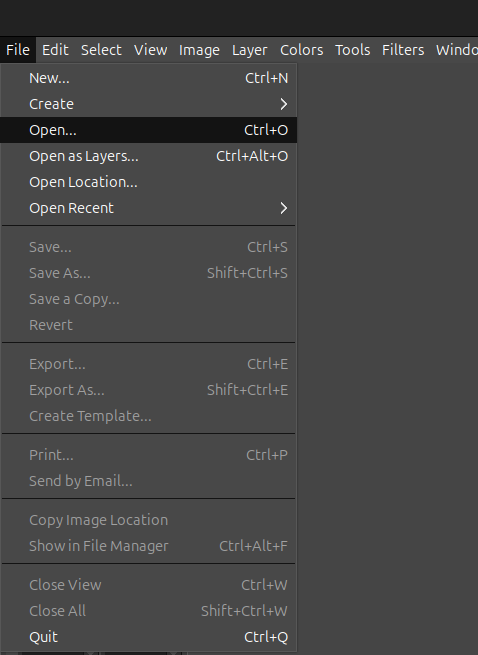 File Edit Select View Image Layer Colors Tools Filters Windo
New... Ctrl+N
Create
Open... Ctrl+O
Open as Layers... Ctrl+Alt+O
Open Location...
Open Recent
Save... Ctrl+S
Save As... Shift+Ctrl+S
Save a Copy...
Revert
Export... Ctrl+E
Export As... Shift+Ctrl+E
Create Template...
Print... Ctrl+P
Send by Email...
Copy Image Location
Show in File Manager Ctrl+Alt+F
Close View Ctrl+W
Close All Shift+Ctrl+W
Quit Ctrl+Q